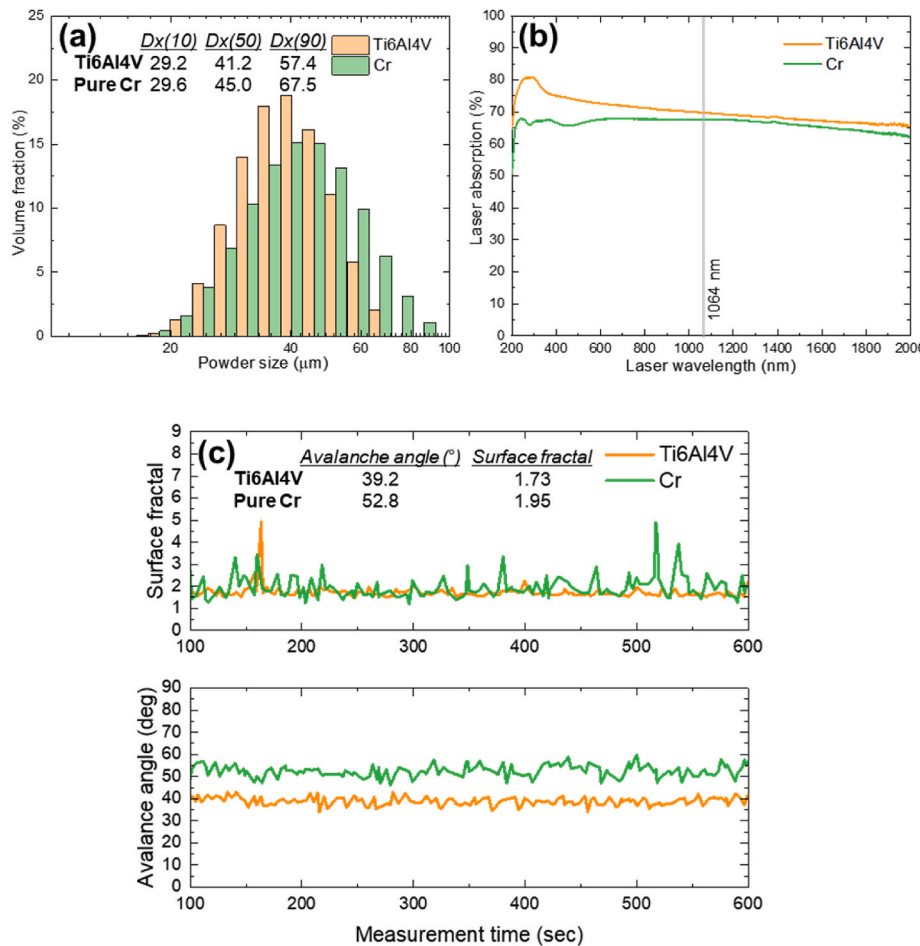 (a)
Dx(10) Dx(50) Dx(90)
Ti6Al4V 29.2 41.2 57.4
Pure Cr 29.6 45.0 67.5
Ti6Al4V
Cr
25
20
15
10
5
0
Volume fraction (%)
20 40 60 80 100
Powder size (μm)
(b)
Ti6Al4V
Cr
100
90
80
70
60
50
40
30
20
10
0
Laser absorption (%)
1064 nm
200 400 600 800 1000 1200 1400 1600 1800 2000
Laser wavelength (nm)
(c)
Avalanche angle (°) Surface fractal
Ti6Al4V 39.2 1.73
Pure Cr 52.8 1.95
Ti6Al4V
Cr
9
8
7
6
5
4
3
2
1
0
Surface fractal
100 200 300 400 500 600
90
80
70
60
50
40
30
20
10
0
Avalance angle (deg)
100 200 300 400 500 600
Measurement time (sec)